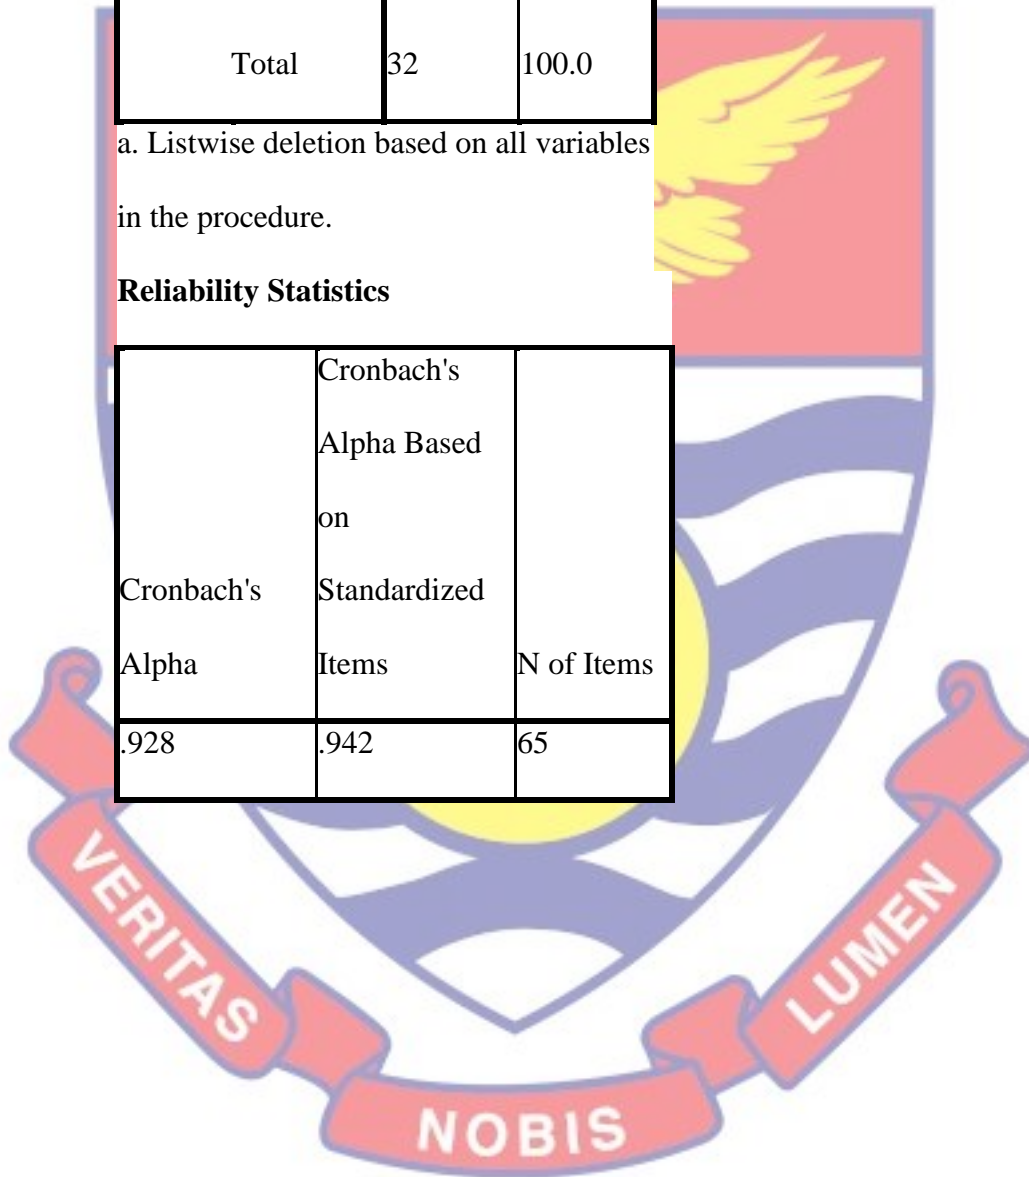 Total 32 100.0
a. Listwise deletion based on all variables
in the procedure.
Reliability Statistics
Cronbach's
Alpha
Cronbach's
Alpha Based
on
Standardized
Items
N of Items
.928 .942 65
VERITAS
NOBIS
LUMEN